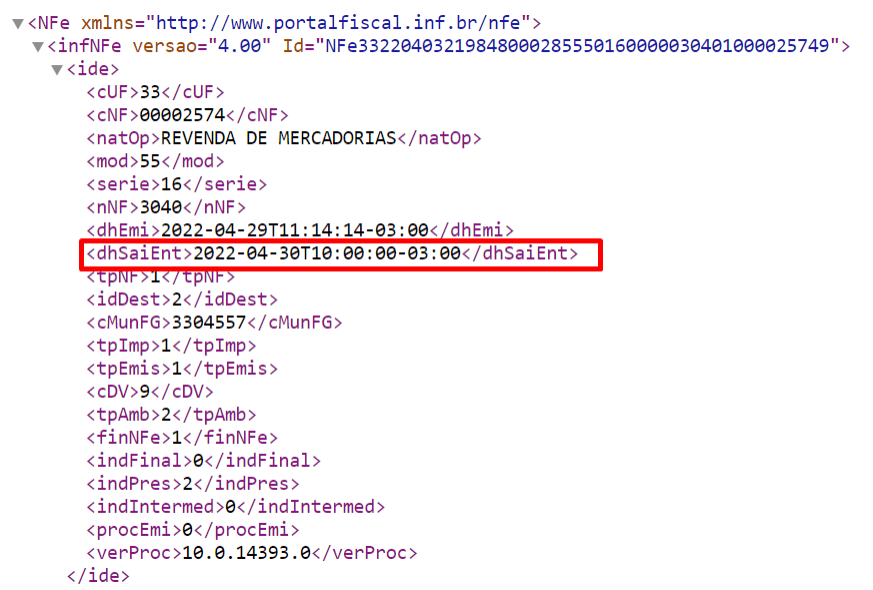 <NFe xmlns="http://www.portalfiscal.inf.br/nfe">
<infNFe versao="4.00" Id="NFe33220403219848000285550160000030401000025749">
<ide>
<cUF>33</cUF>
<cNF>00002574</cNF>
<natOp>REVENDA DE MERCADORIAS</natOp>
<mod>55</mod>
<serie>16</serie>
<nNF>3040</nNF>
<dhEmi>2022-04-29T11:14:14-03:00</dhEmi>
<dhSaiEnt>2022-04-30T10:00:00-03:00</dhSaiEnt>
<tpNF>1</tpNF>
<idDest>2</idDest>
<cMunFG>3304557</cMunFG>
<tpImp>1</tpImp>
<tpEmis>1</tpEmis>
<cDV>9</cDV>
<tpAmb>2</tpAmb>
<finNFe>1</finNFe>
<indFinal>0</indFinal>
<indPres>2</indPres>
<indIntermed>0</indIntermed>
<procEmi>0</procEmi>
<verProc>10.0.14393.0</verProc>
</ide>